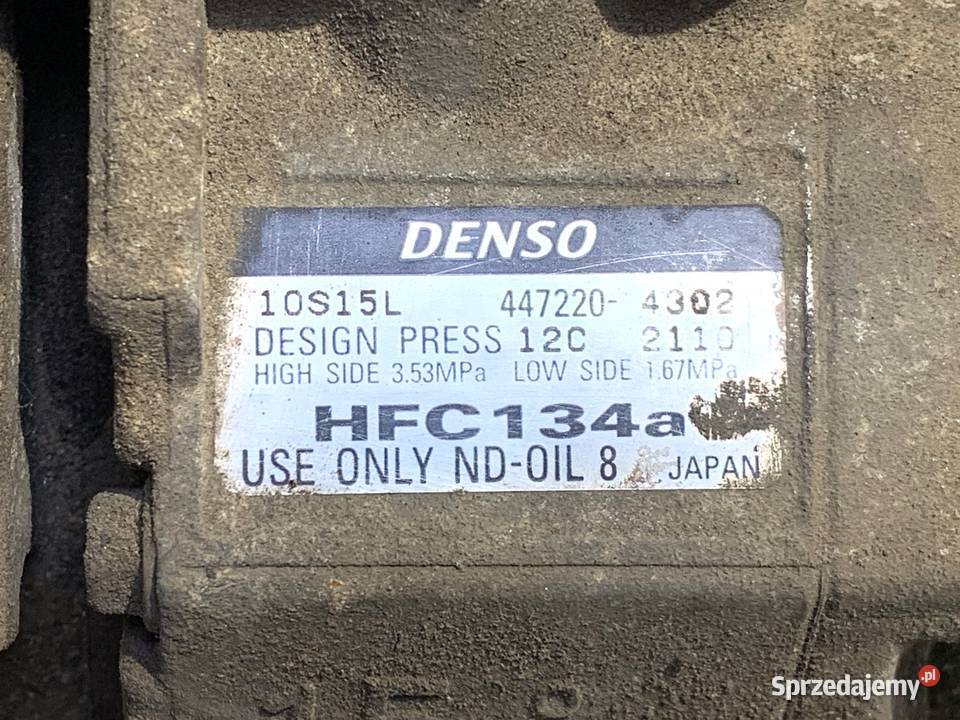 DENSO
10S15L 447220- 4302
DESIGN PRESS 12C 2110
HIGH SIDE 3.53MPa LOW SIDE 1.67MPa
HFC134a
USE ONLY ND-OIL 8 JAPAN
Sprzedajemy.pl